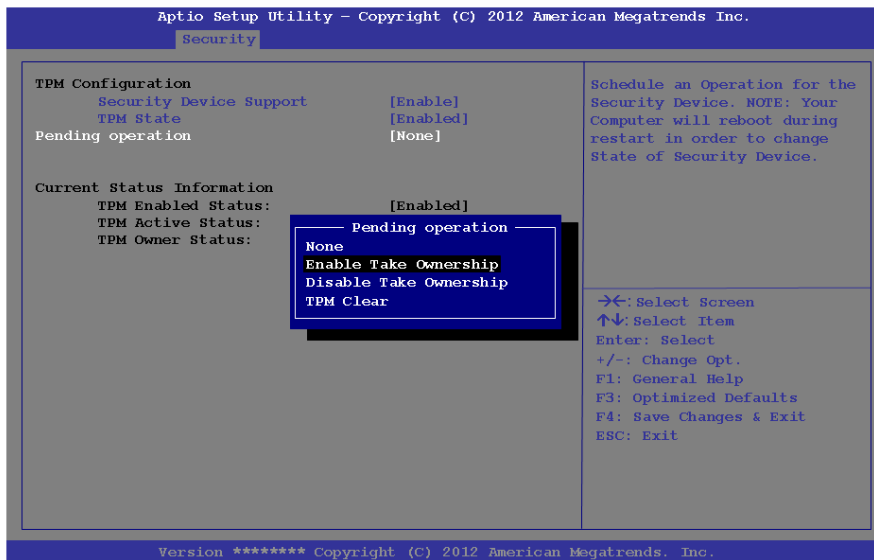 Aptio Setup Utility – Copyright (C) 2012 American Megatrends Inc.
Security
TPM Configuration
Security Device Support [Enable]
TPM State [Enabled]
Pending operation [None]
Current Status Information
TPM Enabled Status: [Enabled]
TPM Active Status:
TPM Owner Status:
Pending operation
None
Enable Take Ownership
Disable Take Ownership
TPM Clear
Schedule an Operation for the
Security Device. NOTE: Your
Computer will reboot during
restart in order to change
State of Security Device.
→←: Select Screen
↑↓: Select Item
Enter: Select
+/-: Change Opt.
F1: General Help
F3: Optimized Defaults
F4: Save Changes & Exit
ESC: Exit
Version ******** Copyright (C) 2012 American Megatrends. Inc.